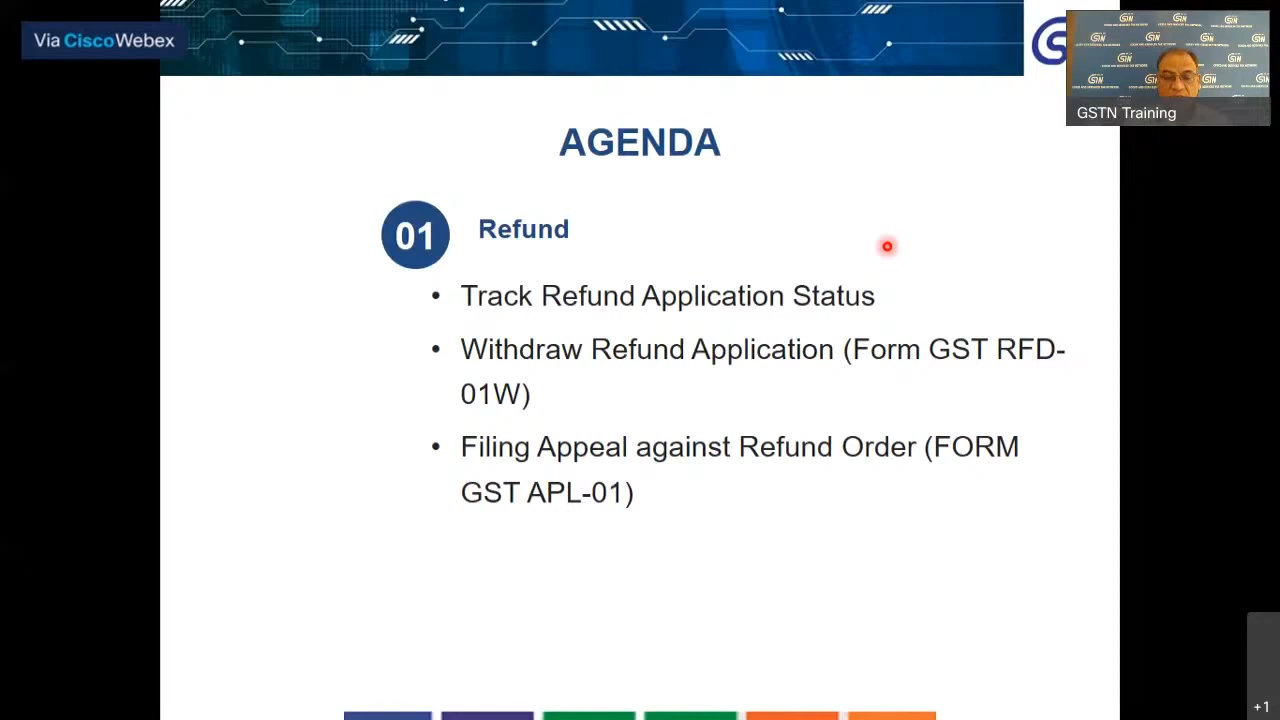 Via CiscoWebex
GSTN Training
AGENDA
01
Refund
• Track Refund Application Status
• Withdraw Refund Application (Form GST RFD-
01W)
• Filing Appeal against Refund Order (FORM
GST APL-01)
+1